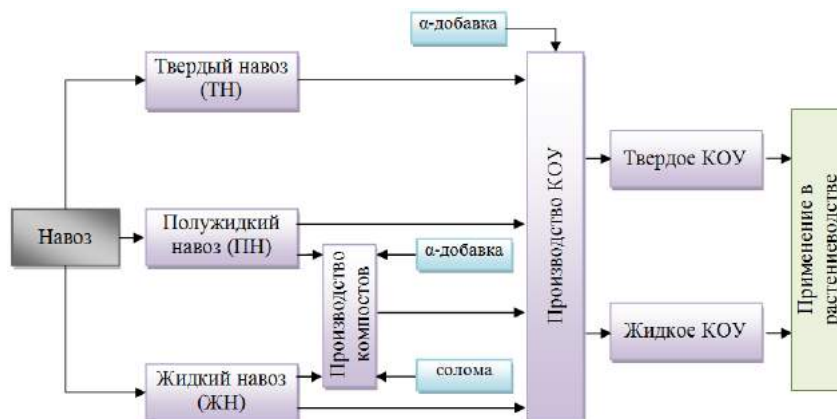 α-добавка
Твердый навоз
(ТН)
Навоз
Полужидкий
навоз (ПН)
Жидкий навоз
(ЖН)
Производство
компостов
α-добавка
солома
Производство КОУ
Твердое КОУ
Жидкое КОУ
Применение в
растениеводстве